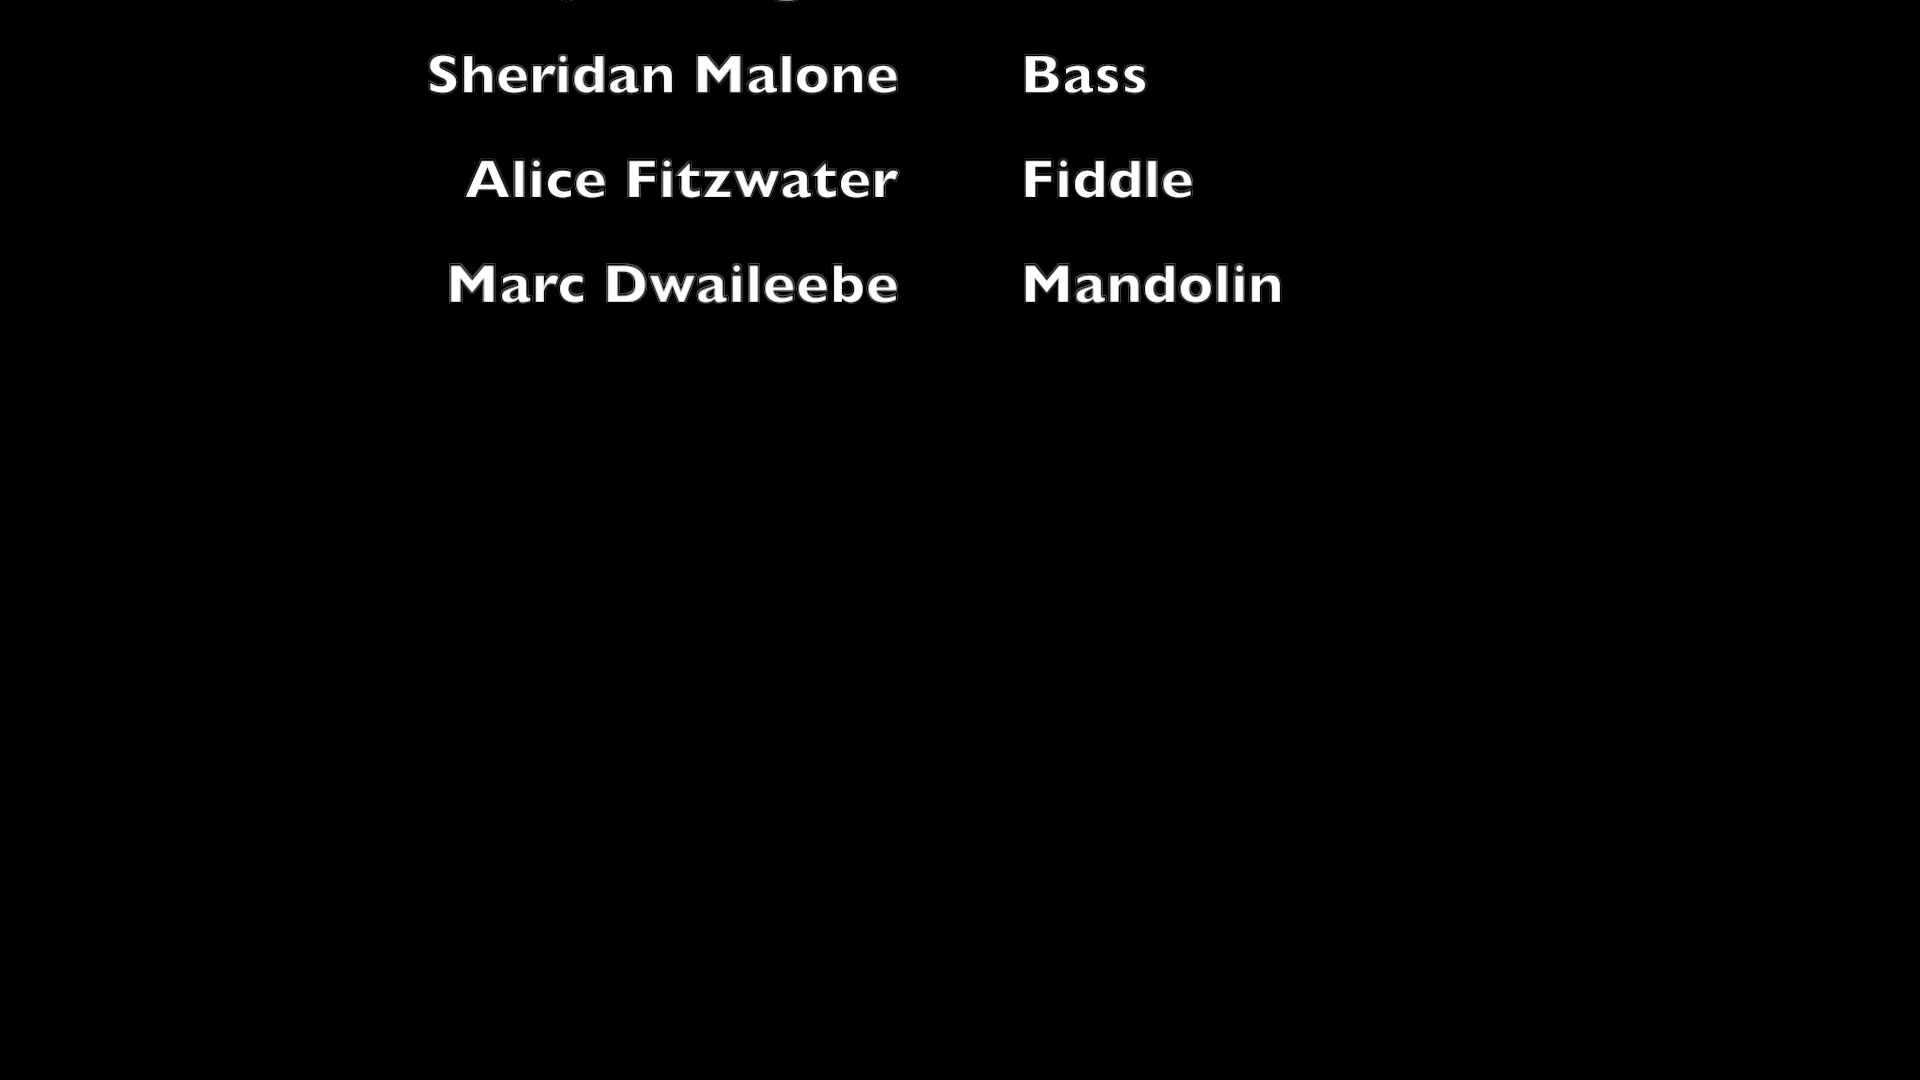 Sheridan Malone Bass
Alice Fitzwater Fiddle
Marc Dwaileebe Mandolin